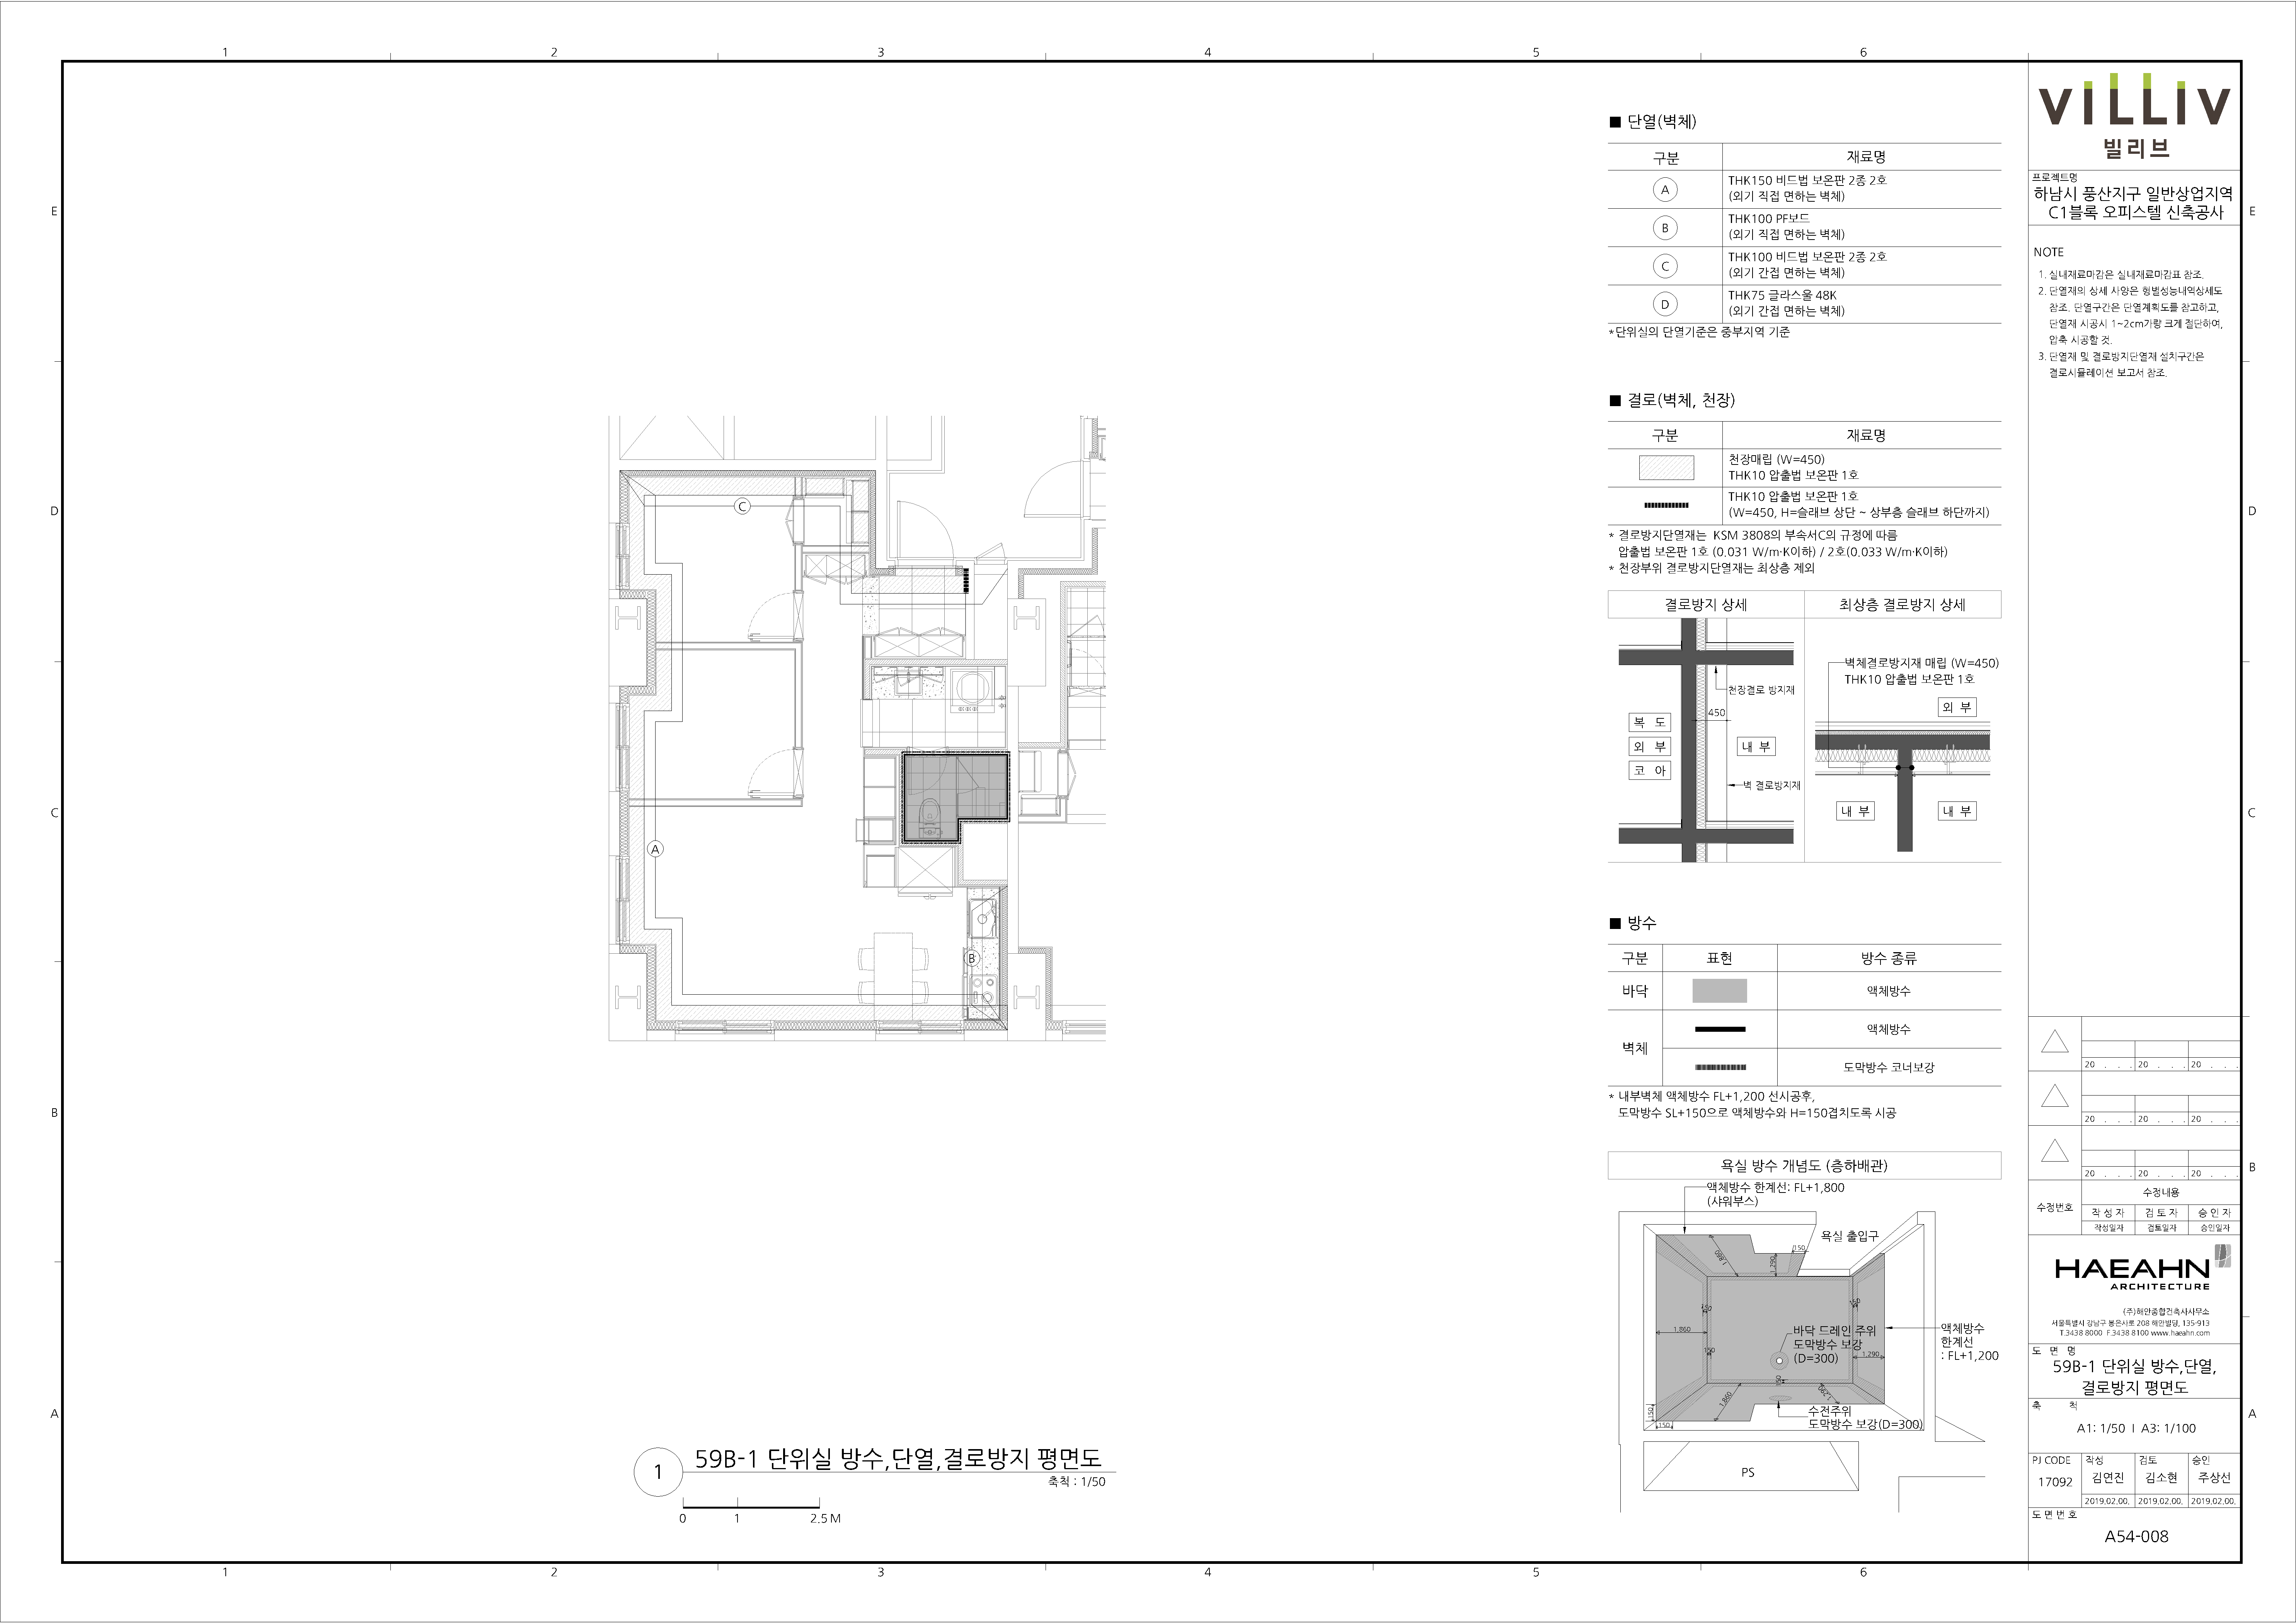 1 2 3 4 5 6
E
D
C
B
A
C
A
B
1
59B-1 단위실 방수,단열,결로방지 평면도
축척 : 1/50
0 1 2.5 M
■ 단열(벽체)
구분 재료명
A THK150 비드법 보온판 2종 2호
(외기 직접 면하는 벽체)
B THK100 PF보드
(외기 직접 면하는 벽체)
C THK100 비드법 보온판 2종 2호
(외기 간접 면하는 벽체)
D THK75 글라스울 48K
(외기 간접 면하는 벽체)
*단위실의 단열기준은 중부지역 기준
■ 결로(벽체, 천장)
구분 재료명
천장매립 (W=450)
THK10 압출법 보온판 1호
THK10 압출법 보온판 1호
(W=450, H=슬래브 상단 ~ 상부층 슬래브 하단까지)
* 결로방지단열재는 KSM 3808의 부속서C의 규정에 따름
압출법 보온판 1호 (0.031 W/m·K이하) / 2호(0.033 W/m·K이하)
* 천장부위 결로방지단열재는 최상층 제외
결로방지 상세 최상층 결로방지 상세
천장결로 방지재
450
복 도
외 부
코 아
내 부
벽 결로방지재
벽체결로방지재 매립 (W=450)
THK10 압출법 보온판 1호
외 부
내 부 내 부
■ 방수
구분 표현 방수 종류
바닥 액체방수
벽체 액체방수
도막방수 코너보강
* 내부벽체 액체방수 FL+1,200 선시공후,
도막방수 SL+150으로 액체방수와 H=150겹치도록 시공
욕실 방수 개념도 (층하배관)
액체방수 한계선: FL+1,800
(샤워부스)
욕실 출입구
1,860
1,290
150
150
150
1,860
150
바닥 드레인 주위
도막방수 보강
(D=300)
1,290
액체방수
한계선
: FL+1,200
150
1,860
1,290
수전주위
도막방수 보강(D=300)
150
150
PS
VILLIV
빌리브
프로젝트명
하남시 풍산지구 일반상업지역
C1블록 오피스텔 신축공사
NOTE
1. 실내재료마감은 실내재료마감표 참조.
2. 단열재의 상세 사양은 형별성능내역상세도
참조. 단열구간은 단열계획도를 참고하고,
단열재 시공시 1~2cm가량 크게 절단하여,
압축 시공할 것.
3. 단열재 및 결로방지단열재 설치구간은
결로시뮬레이션 보고서 참조.
20 . . . 20 . . . 20 . . .
20 . . . 20 . . . 20 . . .
20 . . . 20 . . . 20 . . .
수정번호 수정내용
작 성 자 검 토 자 승 인 자
작성일자 검토일자 승인일자
HAEAHN
ARCHITECTURE
(주)해안종합건축사사무소
서울특별시 강남구 봉은사로 208 해안빌딩, 135-913
T.3438 8000 F.3438 8100 www.haeahn.com
도 면 명
59B-1 단위실 방수,단열,
결로방지 평면도
축 척
A1: 1/50 I A3: 1/100
PJ CODE 작성 검토 승인
17092 김연진 김소현 주상선
2019.02.00. 2019.02.00. 2019.02.00.
도 면 번 호
A54-008
E
D
C
B
A
1 2 3 4 5 6